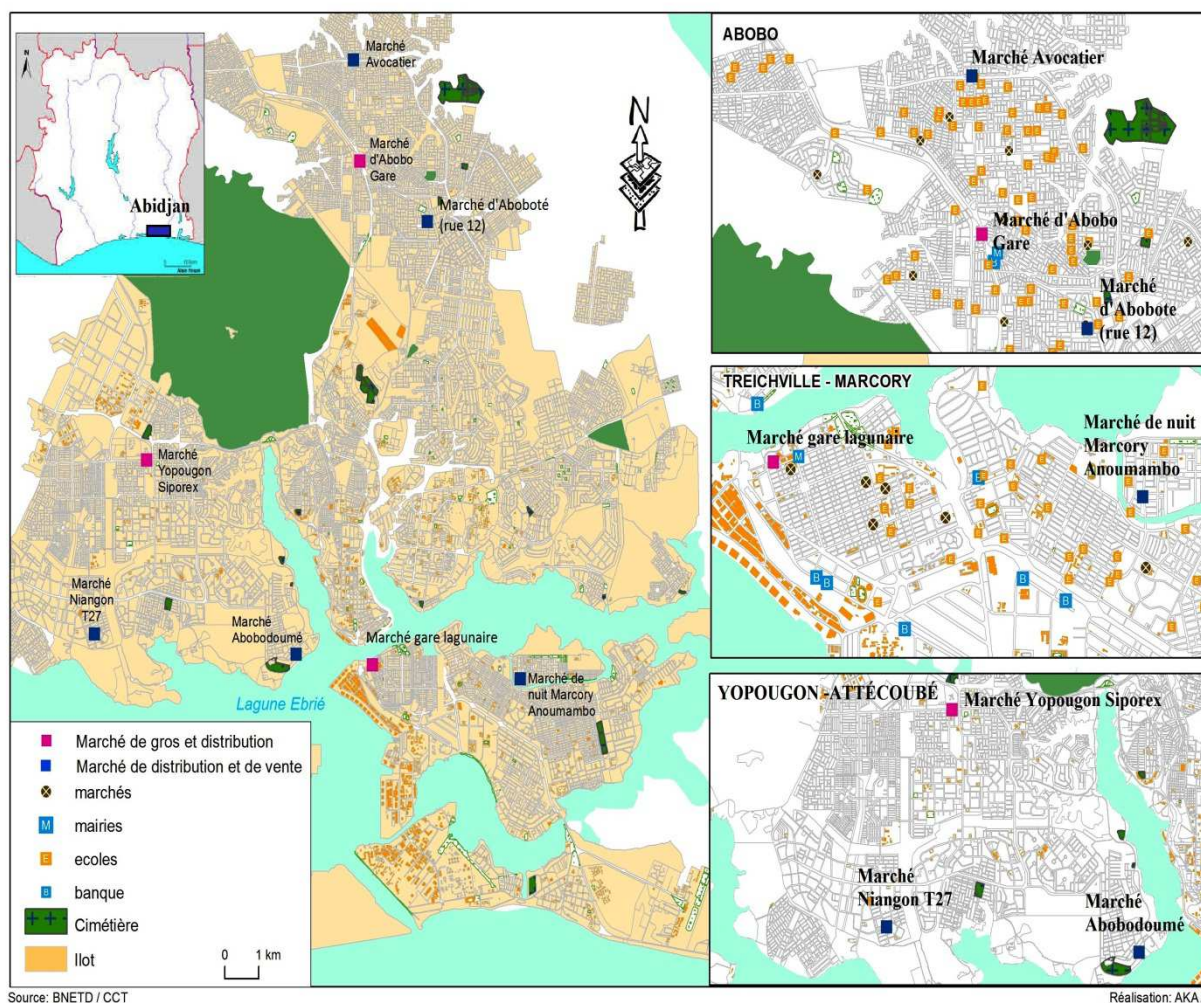 N
Abidjan
Marché
Avocatier
Marché
d'Abobo
Gare
Marché d'Aboboté
(rue 12)
N
Marché
Yopougon
Siporex
Marché
Niangon
T27
Marché
Abobodoumé
Marché gare lagunaire
Marché de
nuit Marcory
Anoumambo
Lagune Ebrié
Marché de gros et distribution
Marché de distribution et de vente
marchés
M mairies
E ecoles
B banque
Cimétière
Ilot
0 1 km
ABOBO
Marché Avocatier
Marché d'Abobo
Gare
Marché
d'Abobote
(rue 12)
TREICHVILLE - MARCORY
Marché gare lagunaire
Marché de nuit
Marcory
Anoumambo
YOPOUGON -ATTÉCOUBÉ
Marché Yopougon Siporex
Marché
Niangon T27
Marché
Abobodoumé
Source: BNETD / CCT
Réalisation: AKA